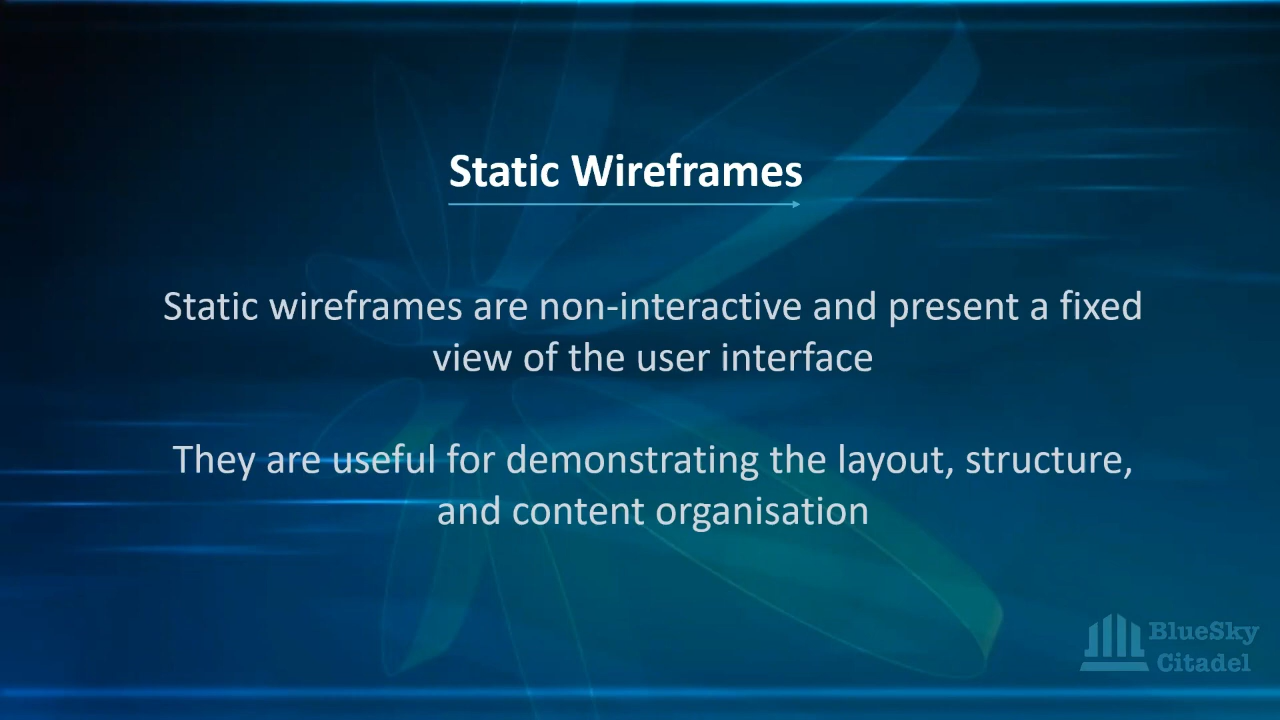 Static Wireframes
Static wireframes are non-interactive and present a fixed
view of the user interface
They are useful for demonstrating the layout, structure,
and content organisation
BlueSky
Citadel